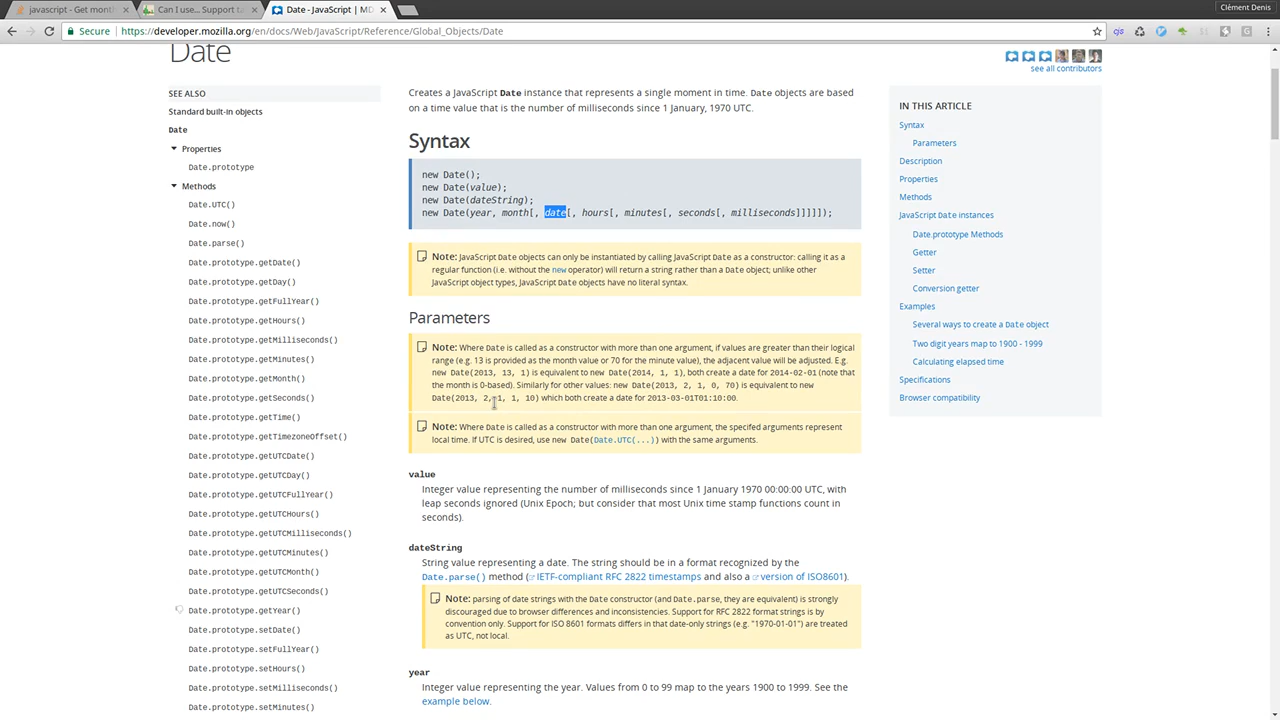 javascript - Get month
Can I use... Support ta
Date - JavaScript | MD
Clément Denis
Secure
https://developer.mozilla.org/en/docs/Web/JavaScript/Reference/Global_Objects/Date
Date
see all contributors
SEE ALSO
Standard built-in objects
Date
Properties
Date.prototype
Methods
Date.UTC()
Date.now()
Date.parse()
Date.prototype.getDate()
Date.prototype.getDay()
Date.prototype.getFullYear()
Date.prototype.getHours()
Date.prototype.getMilliseconds()
Date.prototype.getMinutes()
Date.prototype.getMonth()
Date.prototype.getSeconds()
Date.prototype.getTime()
Date.prototype.getTimezoneOffset()
Date.prototype.getUTCDate()
Date.prototype.getUTCDay()
Date.prototype.getUTCFullYear()
Date.prototype.getUTCHours()
Date.prototype.getUTCMilliseconds()
Date.prototype.getUTCMinutes()
Date.prototype.getUTCMonth()
Date.prototype.getUTCSeconds()
Date.prototype.getYear()
Date.prototype.setDate()
Date.prototype.setFullYear()
Date.prototype.setHours()
Date.prototype.setMilliseconds()
Date.prototype.setMinutes()
Creates a JavaScript Date instance that represents a single moment in time. Date objects are based
on a time value that is the number of milliseconds since 1 January, 1970 UTC.
Syntax
new Date();
new Date(value);
new Date(dateString);
new Date(year, month[, date[, hours[, minutes[, seconds[, milliseconds]]]]]);
Note: JavaScript Date objects can only be instantiated by calling JavaScript Date as a constructor: calling it as a
regular function (i.e. without the new operator) will return a string rather than a Date object; unlike other
JavaScript object types, JavaScript Date objects have no literal syntax.
Parameters
Note: Where Date is called as a constructor with more than one argument, if values are greater than their logical
range (e.g. 13 is provided as the month value or 70 for the minute value), the adjacent value will be adjusted. E.g.
new Date(2013, 13, 1) is equivalent to new Date(2014, 1, 1), both create a date for 2014-02-01 (note that
the month is 0-based). Similarly for other values: new Date(2013, 2, 1, 0, 70) is equivalent to new
Date(2013, 2, 1, 1, 10) which both create a date for 2013-03-01T01:10:00.
Note: Where Date is called as a constructor with more than one argument, the specifed arguments represent
local time. If UTC is desired, use new Date(Date.UTC(...)) with the same arguments.
value
Integer value representing the number of milliseconds since 1 January 1970 00:00:00 UTC, with
leap seconds ignored (Unix Epoch; but consider that most Unix time stamp functions count in
seconds).
dateString
String value representing a date. The string should be in a format recognized by the
Date.parse() method (IETF-compliant RFC 2822 timestamps and also a version of ISO8601).
Note: parsing of date strings with the Date constructor (and Date.parse, they are equivalent) is strongly
discouraged due to browser differences and inconsistencies. Support for RFC 2822 format strings is by
convention only. Support for ISO 8601 formats differs in that date-only strings (e.g. "1970-01-01") are treated
as UTC, not local.
year
Integer value representing the year. Values from 0 to 99 map to the years 1900 to 1999. See the
example below.
IN THIS ARTICLE
Syntax
Parameters
Description
Properties
Methods
JavaScript Date instances
Date.prototype Methods
Getter
Setter
Conversion getter
Examples
Several ways to create a Date object
Two digit years map to 1900 - 1999
Calculating elapsed time
Specifications
Browser compatibility